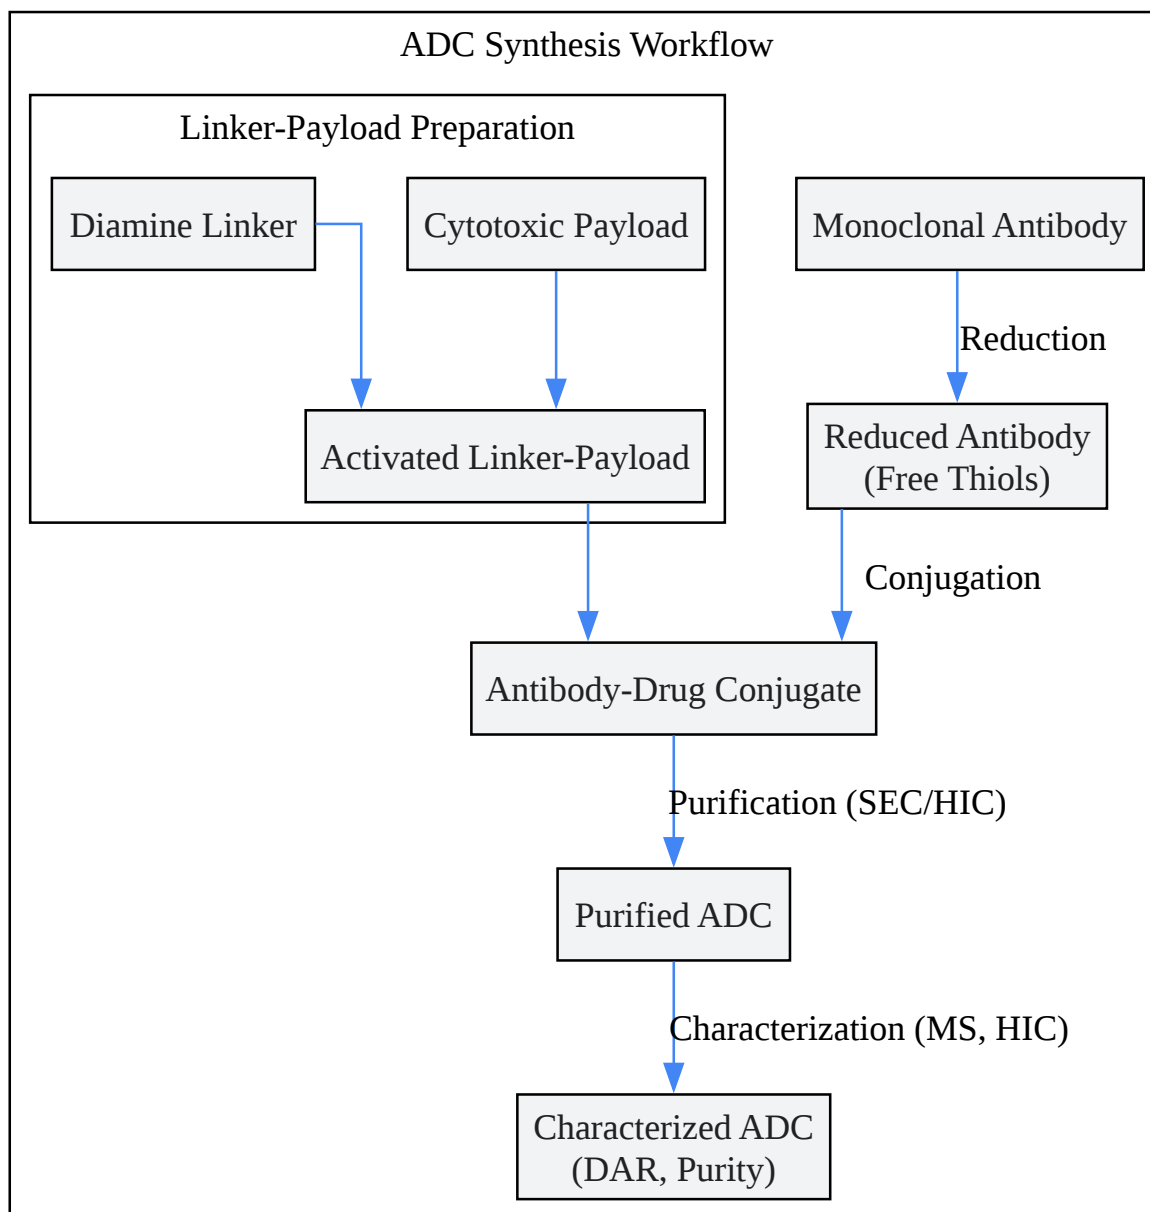 ADC Synthesis Workflow
Linker-Payload Preparation
Diamine Linker
Cytotoxic Payload
Monoclonal Antibody
Reduction
Activated Linker-Payload
Reduced Antibody
(Free Thiols)
Conjugation
Antibody-Drug Conjugate
Purification (SEC/HIC)
Purified ADC
Characterization (MS, HIC)
Characterized ADC
(DAR, Purity)